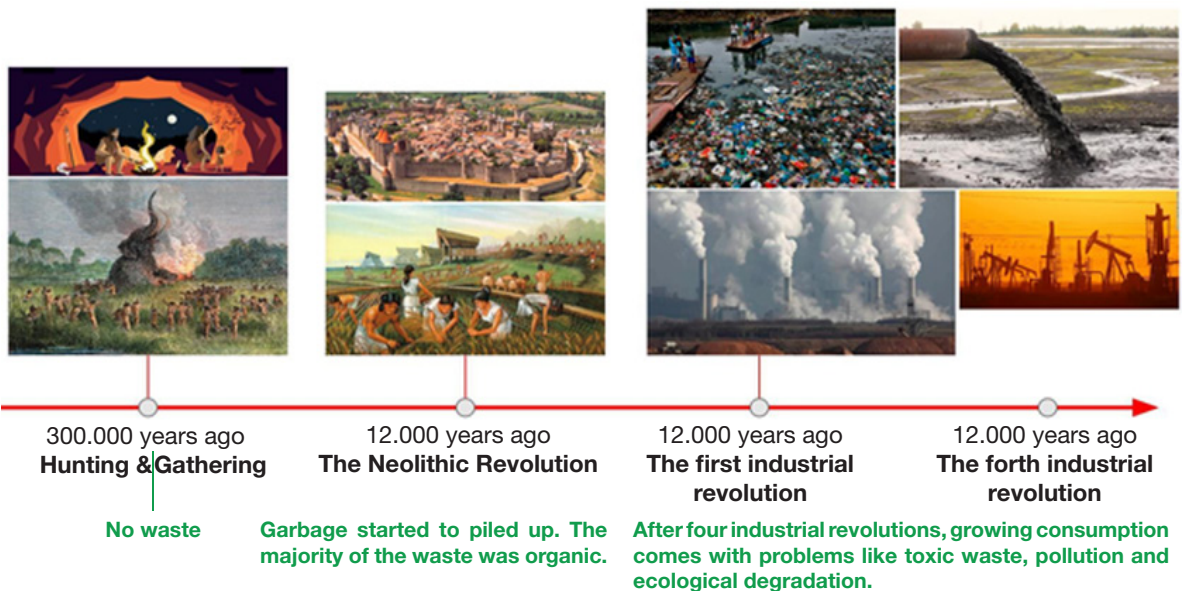 300.000 years ago
Hunting & Gathering
No waste
12.000 years ago
The Neolithic Revolution
Garbage started to piled up. The
majority of the waste was organic.
12.000 years ago
The first industrial
revolution
12.000 years ago
The forth industrial
revolution
After four industrial revolutions, growing consumption
comes with problems like toxic waste, pollution and
ecological degradation.